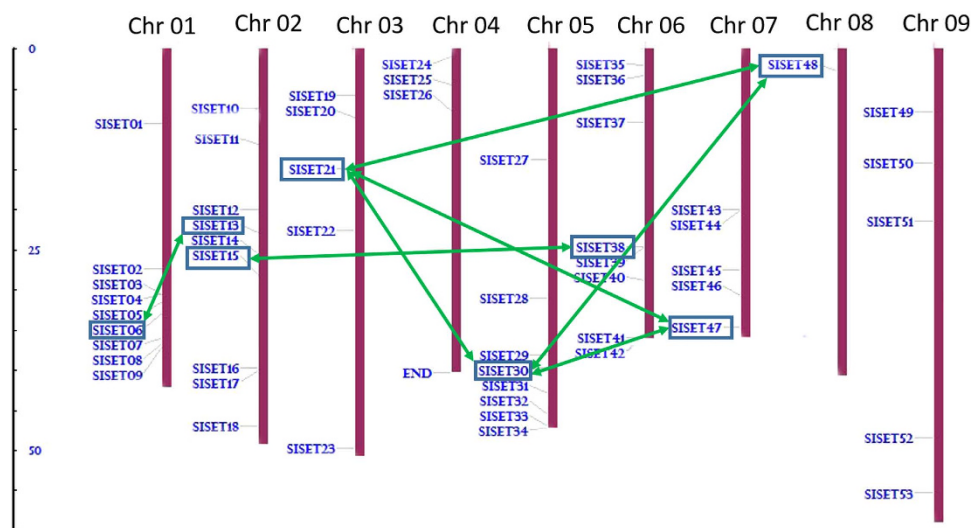 Chr 01 Chr 02 Chr 03 Chr 04 Chr 05 Chr 06 Chr 07 Chr 08 Chr 09
0
25
50
SISET01
SISET02
SISET03
SISET04
SISET05
SISET06
SISET07
SISET08
SISET09
SISET10
SISET11
SISET12
SISET13
SISET14
SISET15
SISET16
SISET17
SISET18
SISET19
SISET20
SISET21
SISET22
SISET23
SISET24
SISET25
SISET26
END
SISET27
SISET28
SISET29
SISET30
SISET31
SISET32
SISET33
SISET34
SISET35
SISET36
SISET37
SISET38
SISET39
SISET40
SISET41
SISET42
SISET43
SISET44
SISET45
SISET46
SISET47
SISET48
SISET49
SISET50
SISET51
SISET52
SISET53